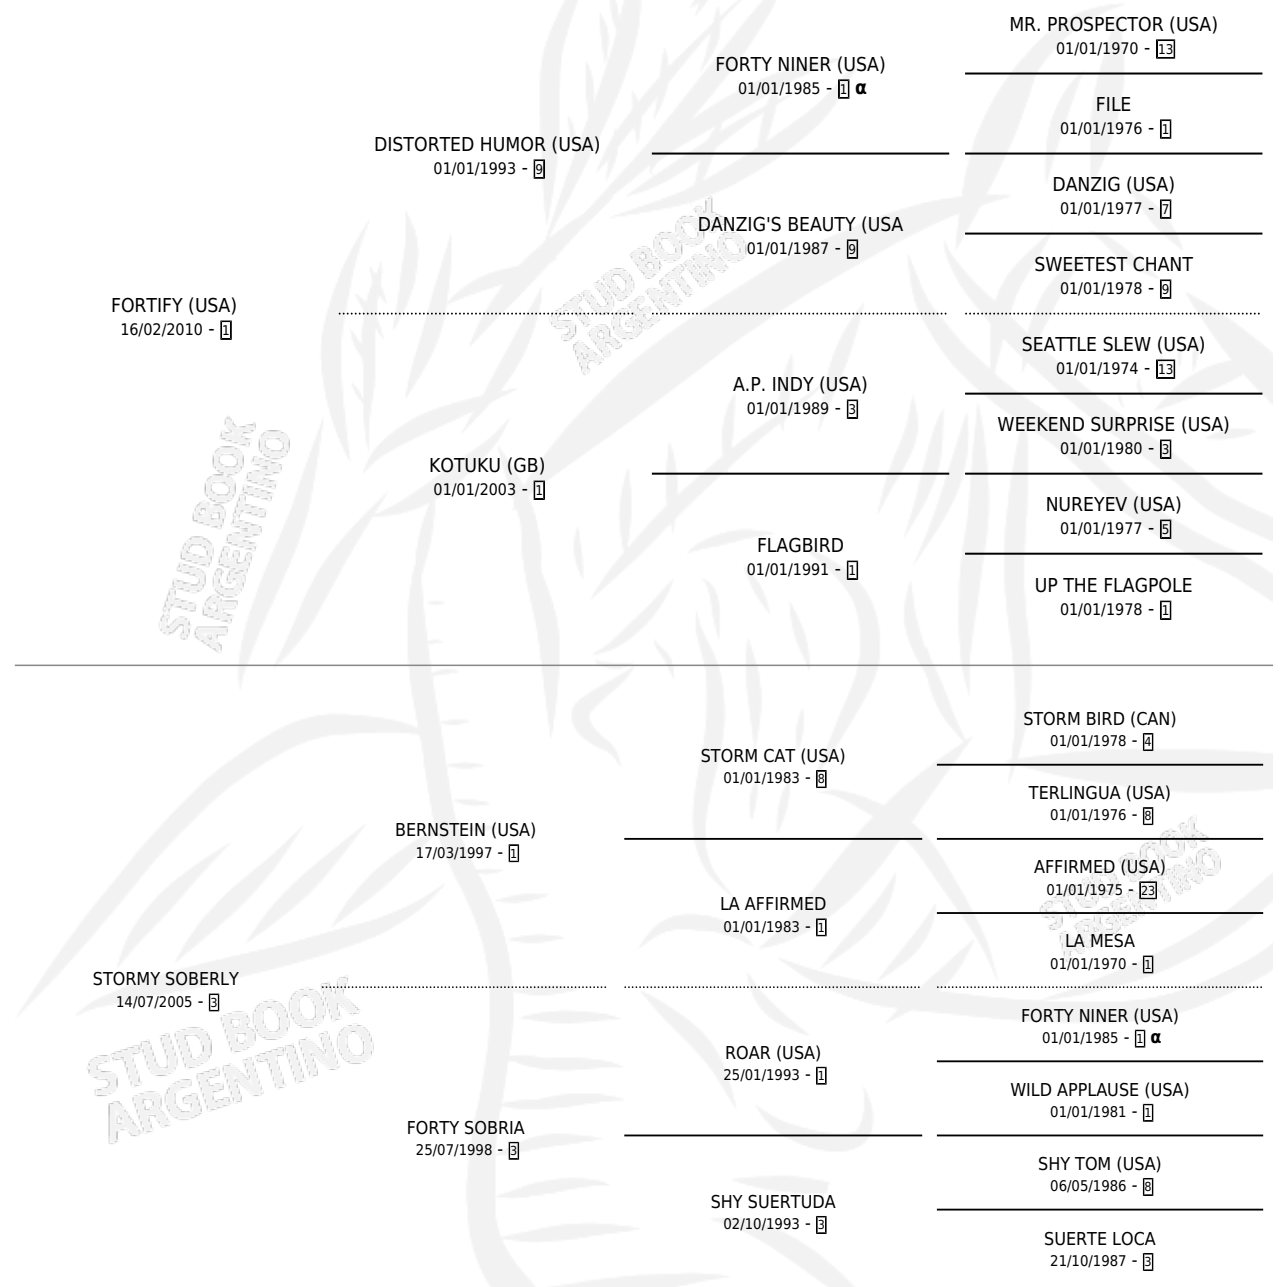 MR. PROSPECTOR (USA)
01/01/1970 - 13
FORTY NINER (USA)
01/01/1985 - 1 α
FILE
01/01/1976 - 1
DISTORTED HUMOR (USA)
01/01/1993 - 9
DANZIG (USA)
01/01/1977 - 7
DANZIG'S BEAUTY (USA
01/01/1987 - 9
SWEETEST CHANT
01/01/1978 - 9
FORTIFY (USA)
16/02/2010 - 1
SEATTLE SLEW (USA)
01/01/1974 - 13
A.P. INDY (USA)
01/01/1989 - 3
WEEKEND SURPRISE (USA)
01/01/1980 - 3
KOTUKU (GB)
01/01/2003 - 1
NUREYEV (USA)
01/01/1977 - 5
FLAGBIRD
01/01/1991 - 1
UP THE FLAGPOLE
01/01/1978 - 1
STORM BIRD (CAN)
01/01/1978 - 4
STORM CAT (USA)
01/01/1983 - 8
TERLINGUA (USA)
01/01/1976 - 8
BERNSTEIN (USA)
17/03/1997 - 1
AFFIRMED (USA)
01/01/1975 - 23
LA AFFIRMED
01/01/1983 - 1
LA MESA
01/01/1970 - 1
STORMY SOBERLY
14/07/2005 - 3
FORTY NINER (USA)
01/01/1985 - 1 α
ROAR (USA)
25/01/1993 - 1
WILD APPLAUSE (USA)
01/01/1981 - 1
FORTY SOBRIA
25/07/1998 - 3
SHY TOM (USA)
06/05/1986 - 8
SHY SUERTUDA
02/10/1993 - 3
SUERTE LOCA
21/10/1987 - 3
STUD BOOK
ARGENTINO
STUD BOOK
ARGENTINO
STUD BOOK
ARGENTINO
STUD BOOK
ARGENTINO